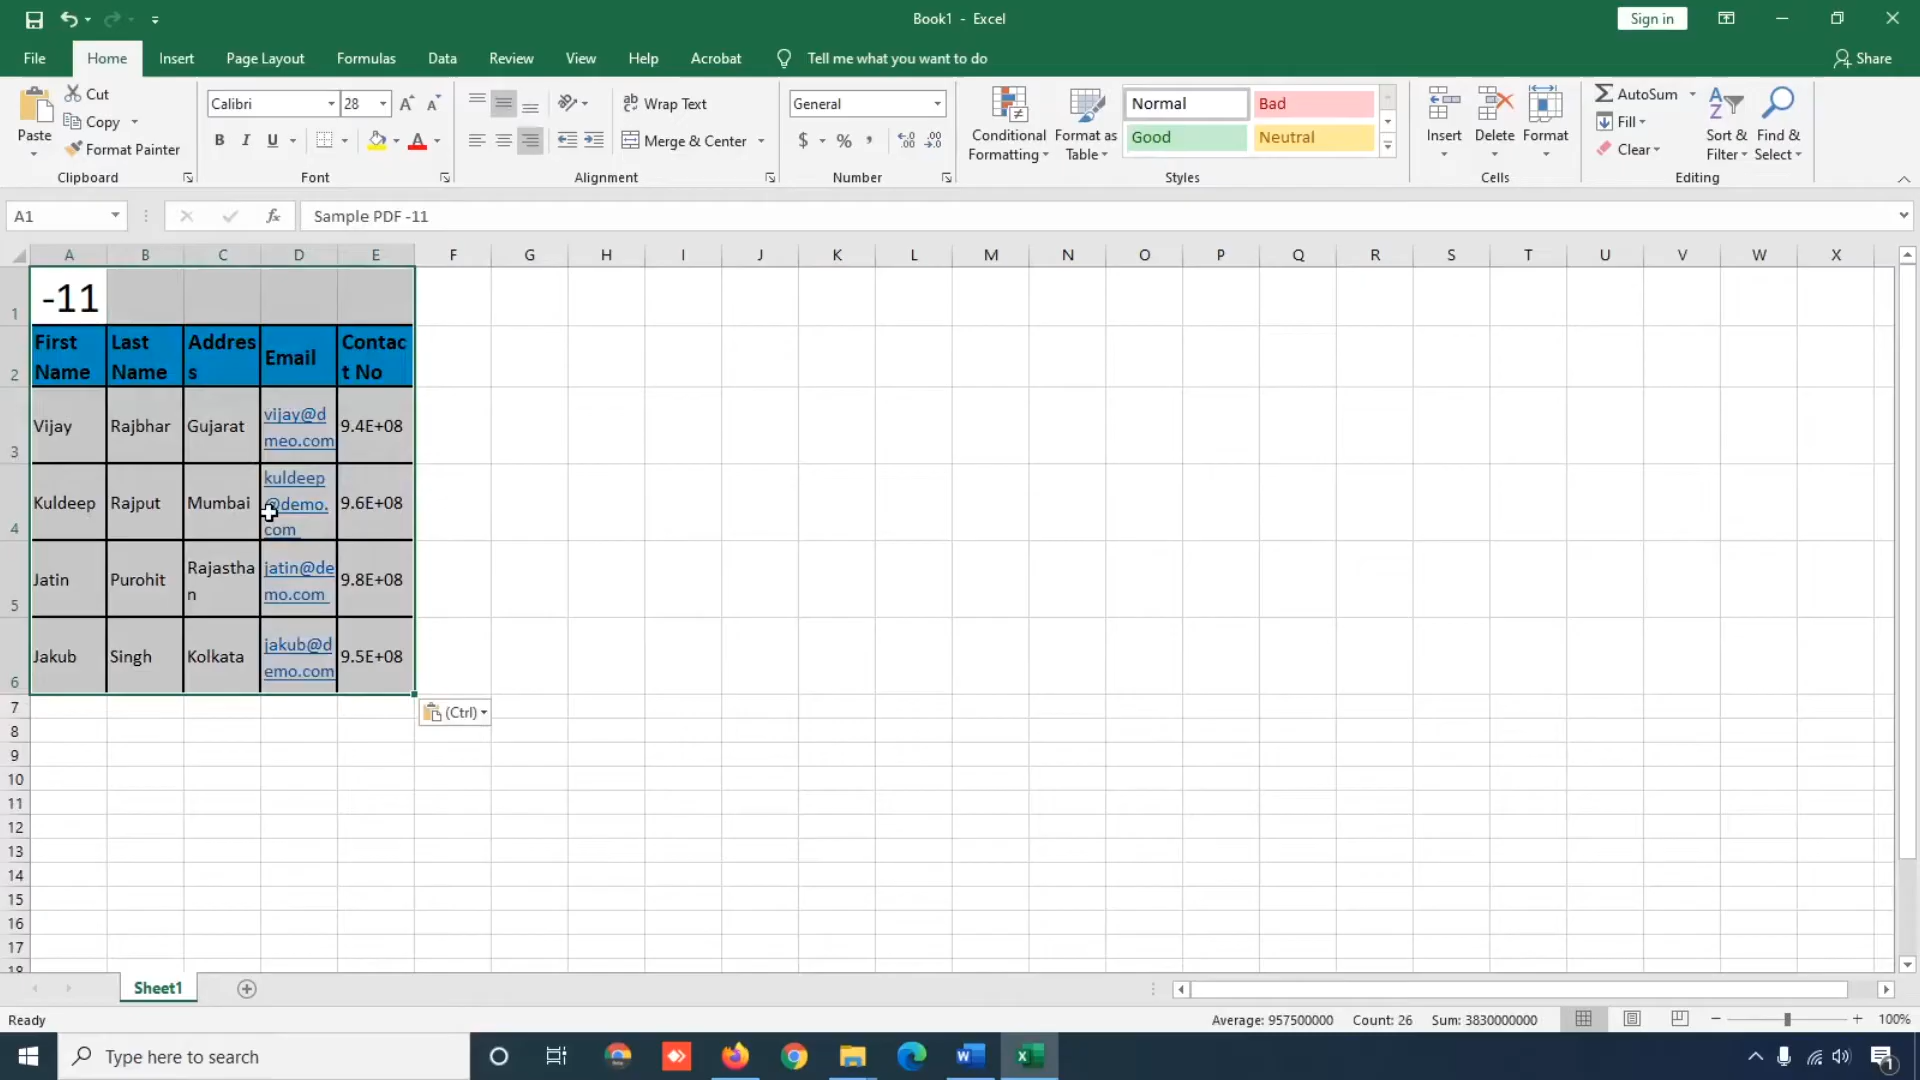 Book1 - Excel
Sign in
File Home Insert Page Layout Formulas Data Review View Help Acrobat Tell me what you want to do Share
Paste
Cut
Copy
Format Painter
Clipboard
Calibri 28
B I U
Font
Wrap Text
Merge & Center
Alignment
General
$ %
Number
Conditional Formatting
Format as Table
Normal Bad
Good Neutral
Styles
Insert Delete Format
Cells
AutoSum
Fill
Clear
Sort & Filter
Find & Select
Editing
A1 fx Sample PDF -11
A B C D E F G H I J K L M N O P Q R S T U V W X
1 -11
2 First Name Last Name Address Email Contact No
3 Vijay Rajbhar Gujarat vijay@dmeo.com 9.4E+08
4 Kuldeep Rajput Mumbai kuldeep@demo.com 9.6E+08
5 Jatin Purohit Rajasthan jatin@demo.com 9.8E+08
6 Jakub Singh Kolkata jakub@demo.com 9.5E+08
(Ctrl)
7
8
9
10
11
12
13
14
15
16
17
18
Sheet1
Ready Average: 957500000 Count: 26 Sum: 3830000000 100%
Type here to search